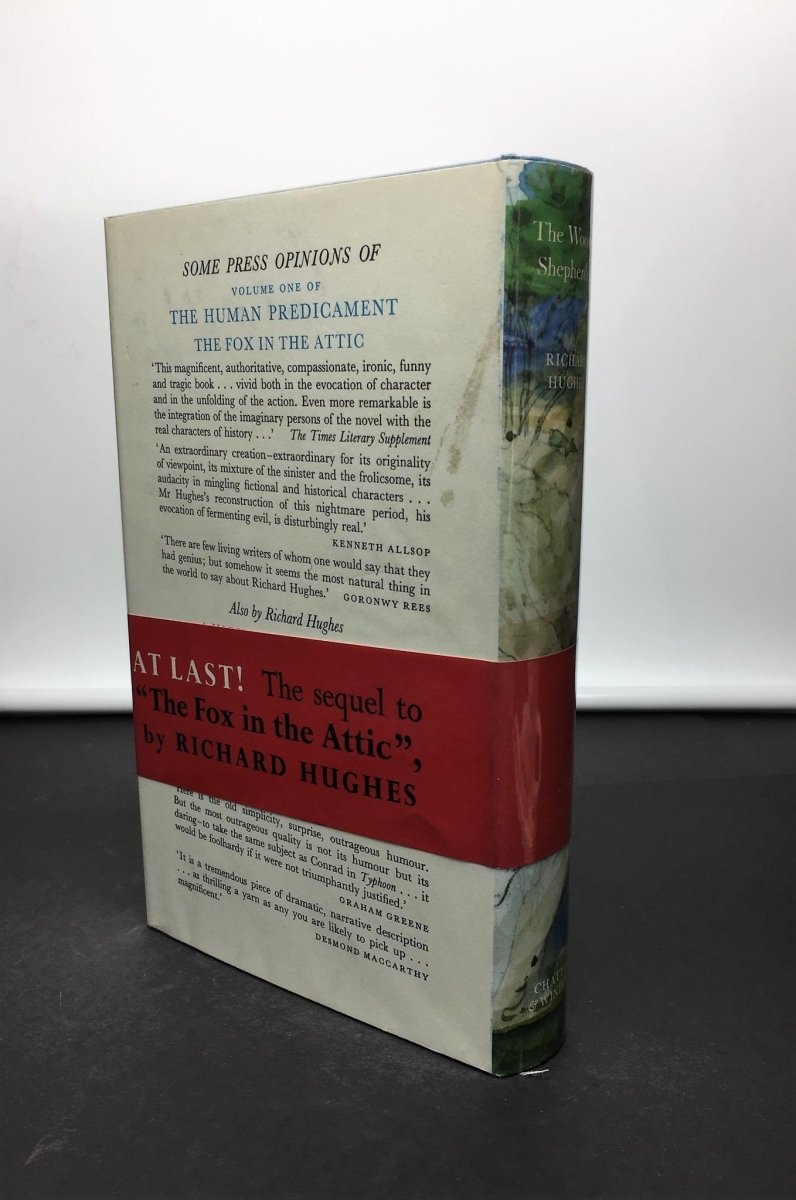 SOME PRESS OPINIONS OF
VOLUME ONE OF
THE HUMAN PREDICAMENT
THE FOX IN THE ATTIC
'This magnificent, authoritative, compassionate, ironic, funny
and tragic book . . . vivid both in the evocation of character
and in the unfolding of the action. Even more remarkable is
the integration of the imaginary persons of the novel with the
real characters of history . . .' The Times Literary Supplement
'An extraordinary creation–extraordinary for its originality
of viewpoint, its mixture of the sinister and the frolicsome, its
audacity in mingling fictional and historical characters . . .
Mr Hughes's reconstruction of this nightmare period, his
evocation of fermenting evil, is disturbingly real.'
KENNETH ALLSOP
'There are few living writers of whom one would say that they
had genius; but somehow it seems the most natural thing in
the world to say about Richard Hughes.' GORONWY REES
Also by Richard Hughes
AT LAST! The sequel to
"The Fox in the Attic",
by RICHARD HUGHES
Here is the old simplicity, surprise, outrageous humour.
But the most outrageous quality is not its humour but its
daring–to take the same subject as Conrad in Typhoon . . . it
would be foolhardy if it were not triumphantly justified.'
GRAHAM GREENE
'It is a tremendous piece of dramatic, narrative description
. . . as thrilling a yarn as any you are likely to pick up . . .
magnificent.'
DESMOND MACCARTHY
The Woo
Shepherd
RICHAR
HUGHE
CHATT
& WIND